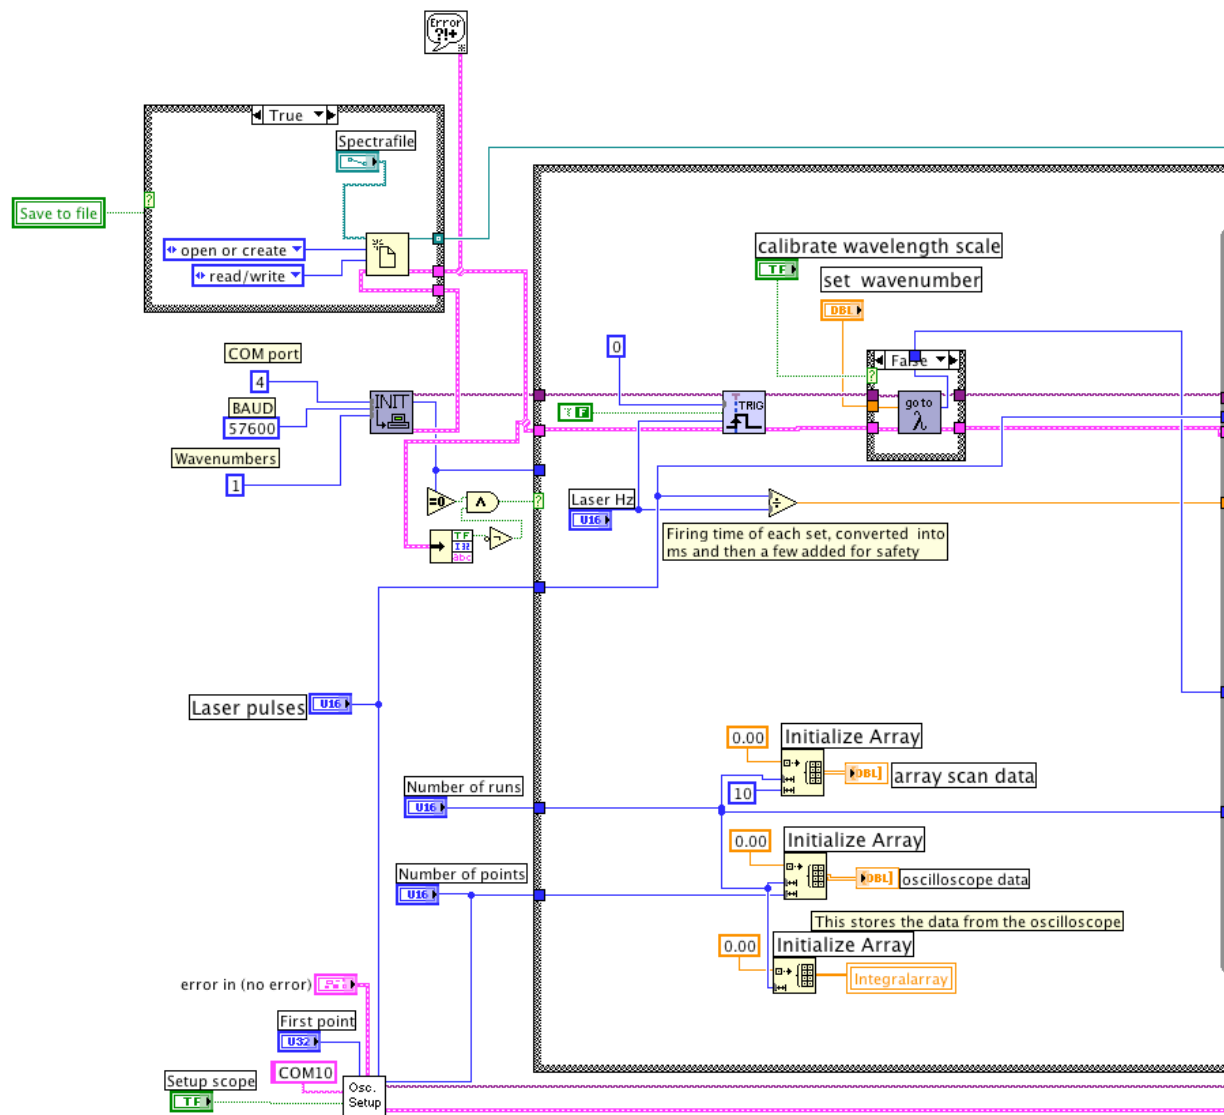 Error
?!+
True
Spectrafile
Save to file
?
open or create
read/write
calibrate wavelength scale
TF
set wavenumber
DBL
COM port
4
BAUD
57600
Wavenumbers
1
INIT
0
F
TRIG
?
go to
λ
=0
∧
?
TF
abc
Laser Hz
U16
÷
Firing time of each set, converted into
ms and then a few added for safety
Laser pulses
U16
0.00
Initialize Array
DBL]
array scan data
10
Number of runs
U16
0.00
Initialize Array
DBL]
oscilloscope data
Number of points
U16
This stores the data from the oscilloscope
0.00
Initialize Array
Integralarray
error in (no error)
First point
U32
COM10
Setup scope
TF
Osc.
Setup